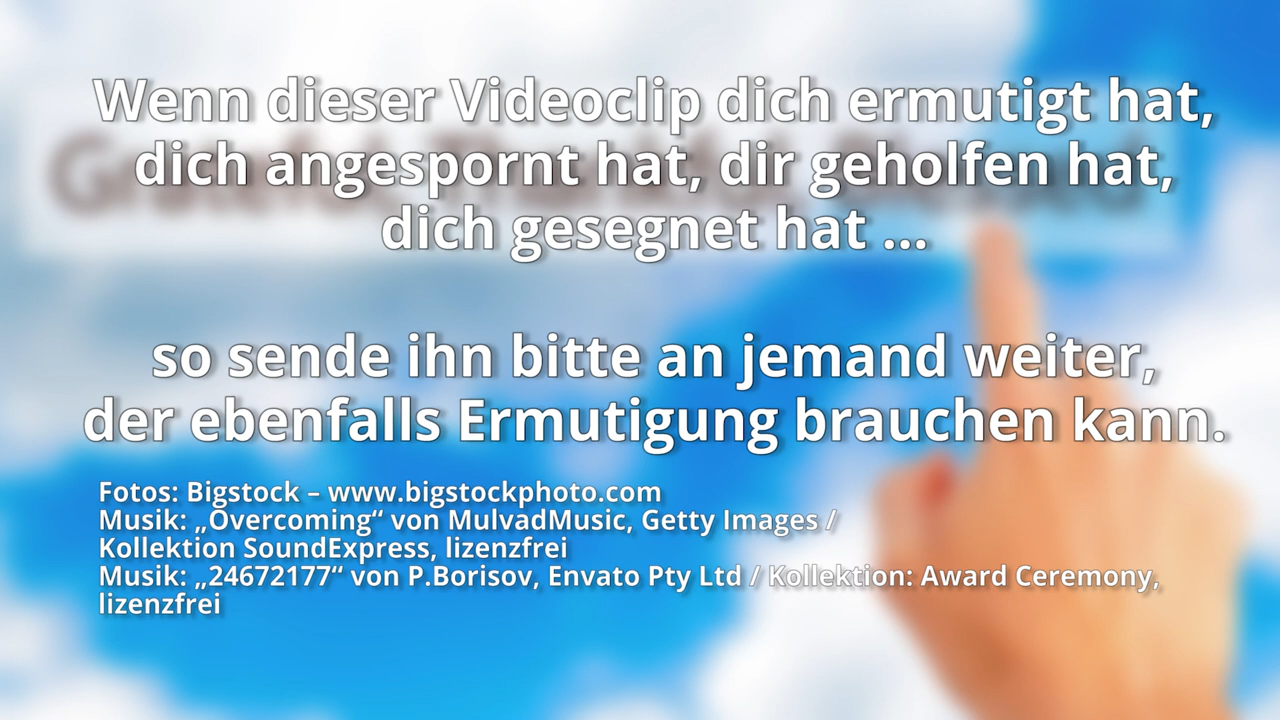 Wenn dieser Videoclip dich ermutigt hat,
dich angespornt hat, dir geholfen hat,
dich gesegnet hat ...
so sende ihn bitte an jemand weiter,
der ebenfalls Ermutigung brauchen kann.
Fotos: Bigstock – www.bigstockphoto.com
Musik: „Overcoming“ von MulvadMusic, Getty Images /
Kollektion SoundExpress, lizenzfrei
Musik: „24672177“ von P.Borisov, Envato Pty Ltd / Kollektion: Award Ceremony,
lizenzfrei